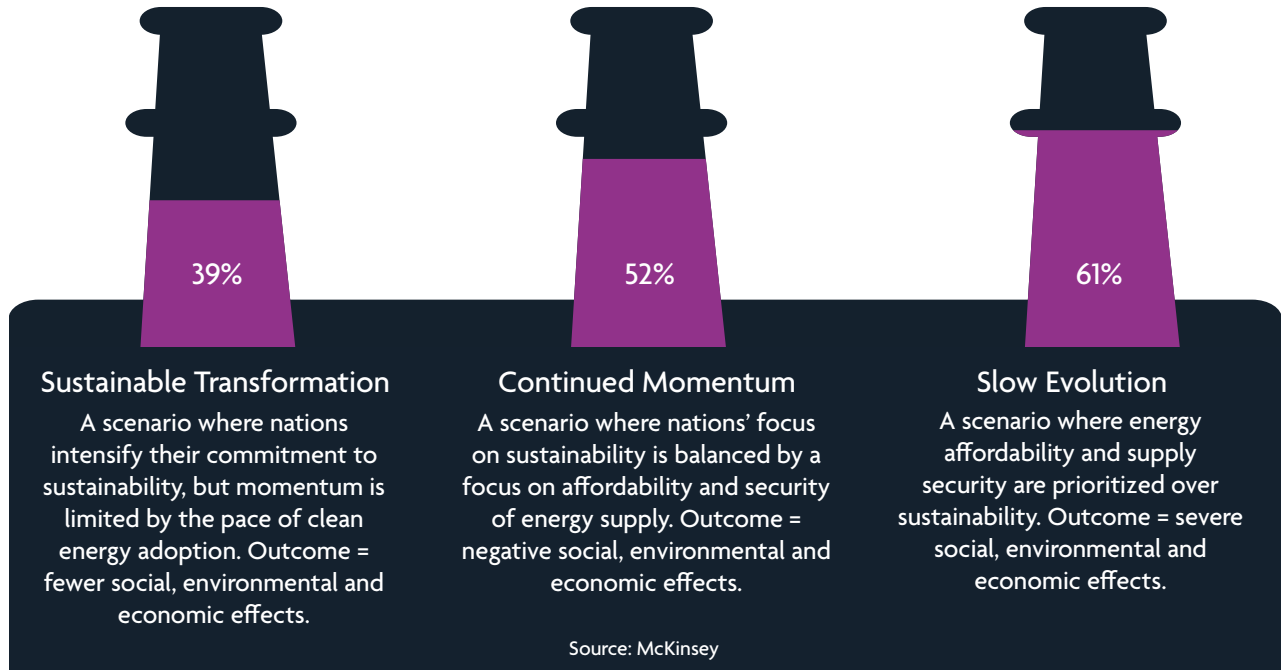 39%
52%
61%
Sustainable Transformation
A scenario where nations
intensify their commitment to
sustainability, but momentum is
limited by the pace of clean
energy adoption. Outcome =
fewer social, environmental and
economic effects.
Continued Momentum
A scenario where nations’ focus
on sustainability is balanced by a
focus on affordability and security
of energy supply. Outcome =
negative social, environmental and
economic effects.
Slow Evolution
A scenario where energy
affordability and supply
security are prioritized over
sustainability. Outcome = severe
social, environmental and
economic effects.
Source: McKinsey